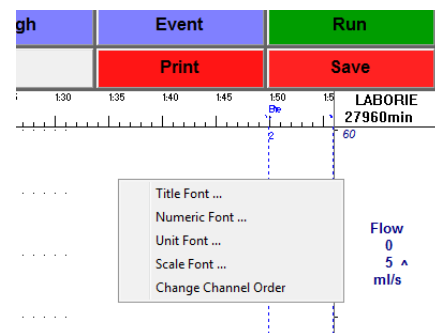 gh Event Run
Print Save
1:30 1:35 1:40 1:45 1:50 1:5 LABORIE
27960min
2 60
Title Font ...
Numeric Font ...
Unit Font ...
Scale Font ...
Change Channel Order
Flow
0
5 ^
ml/s